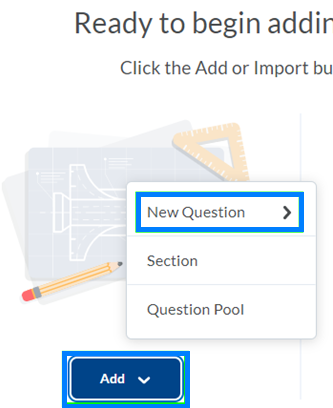 Ready to begin addin
Click the Add or Import bu
New Question
Section
Question Pool
Add